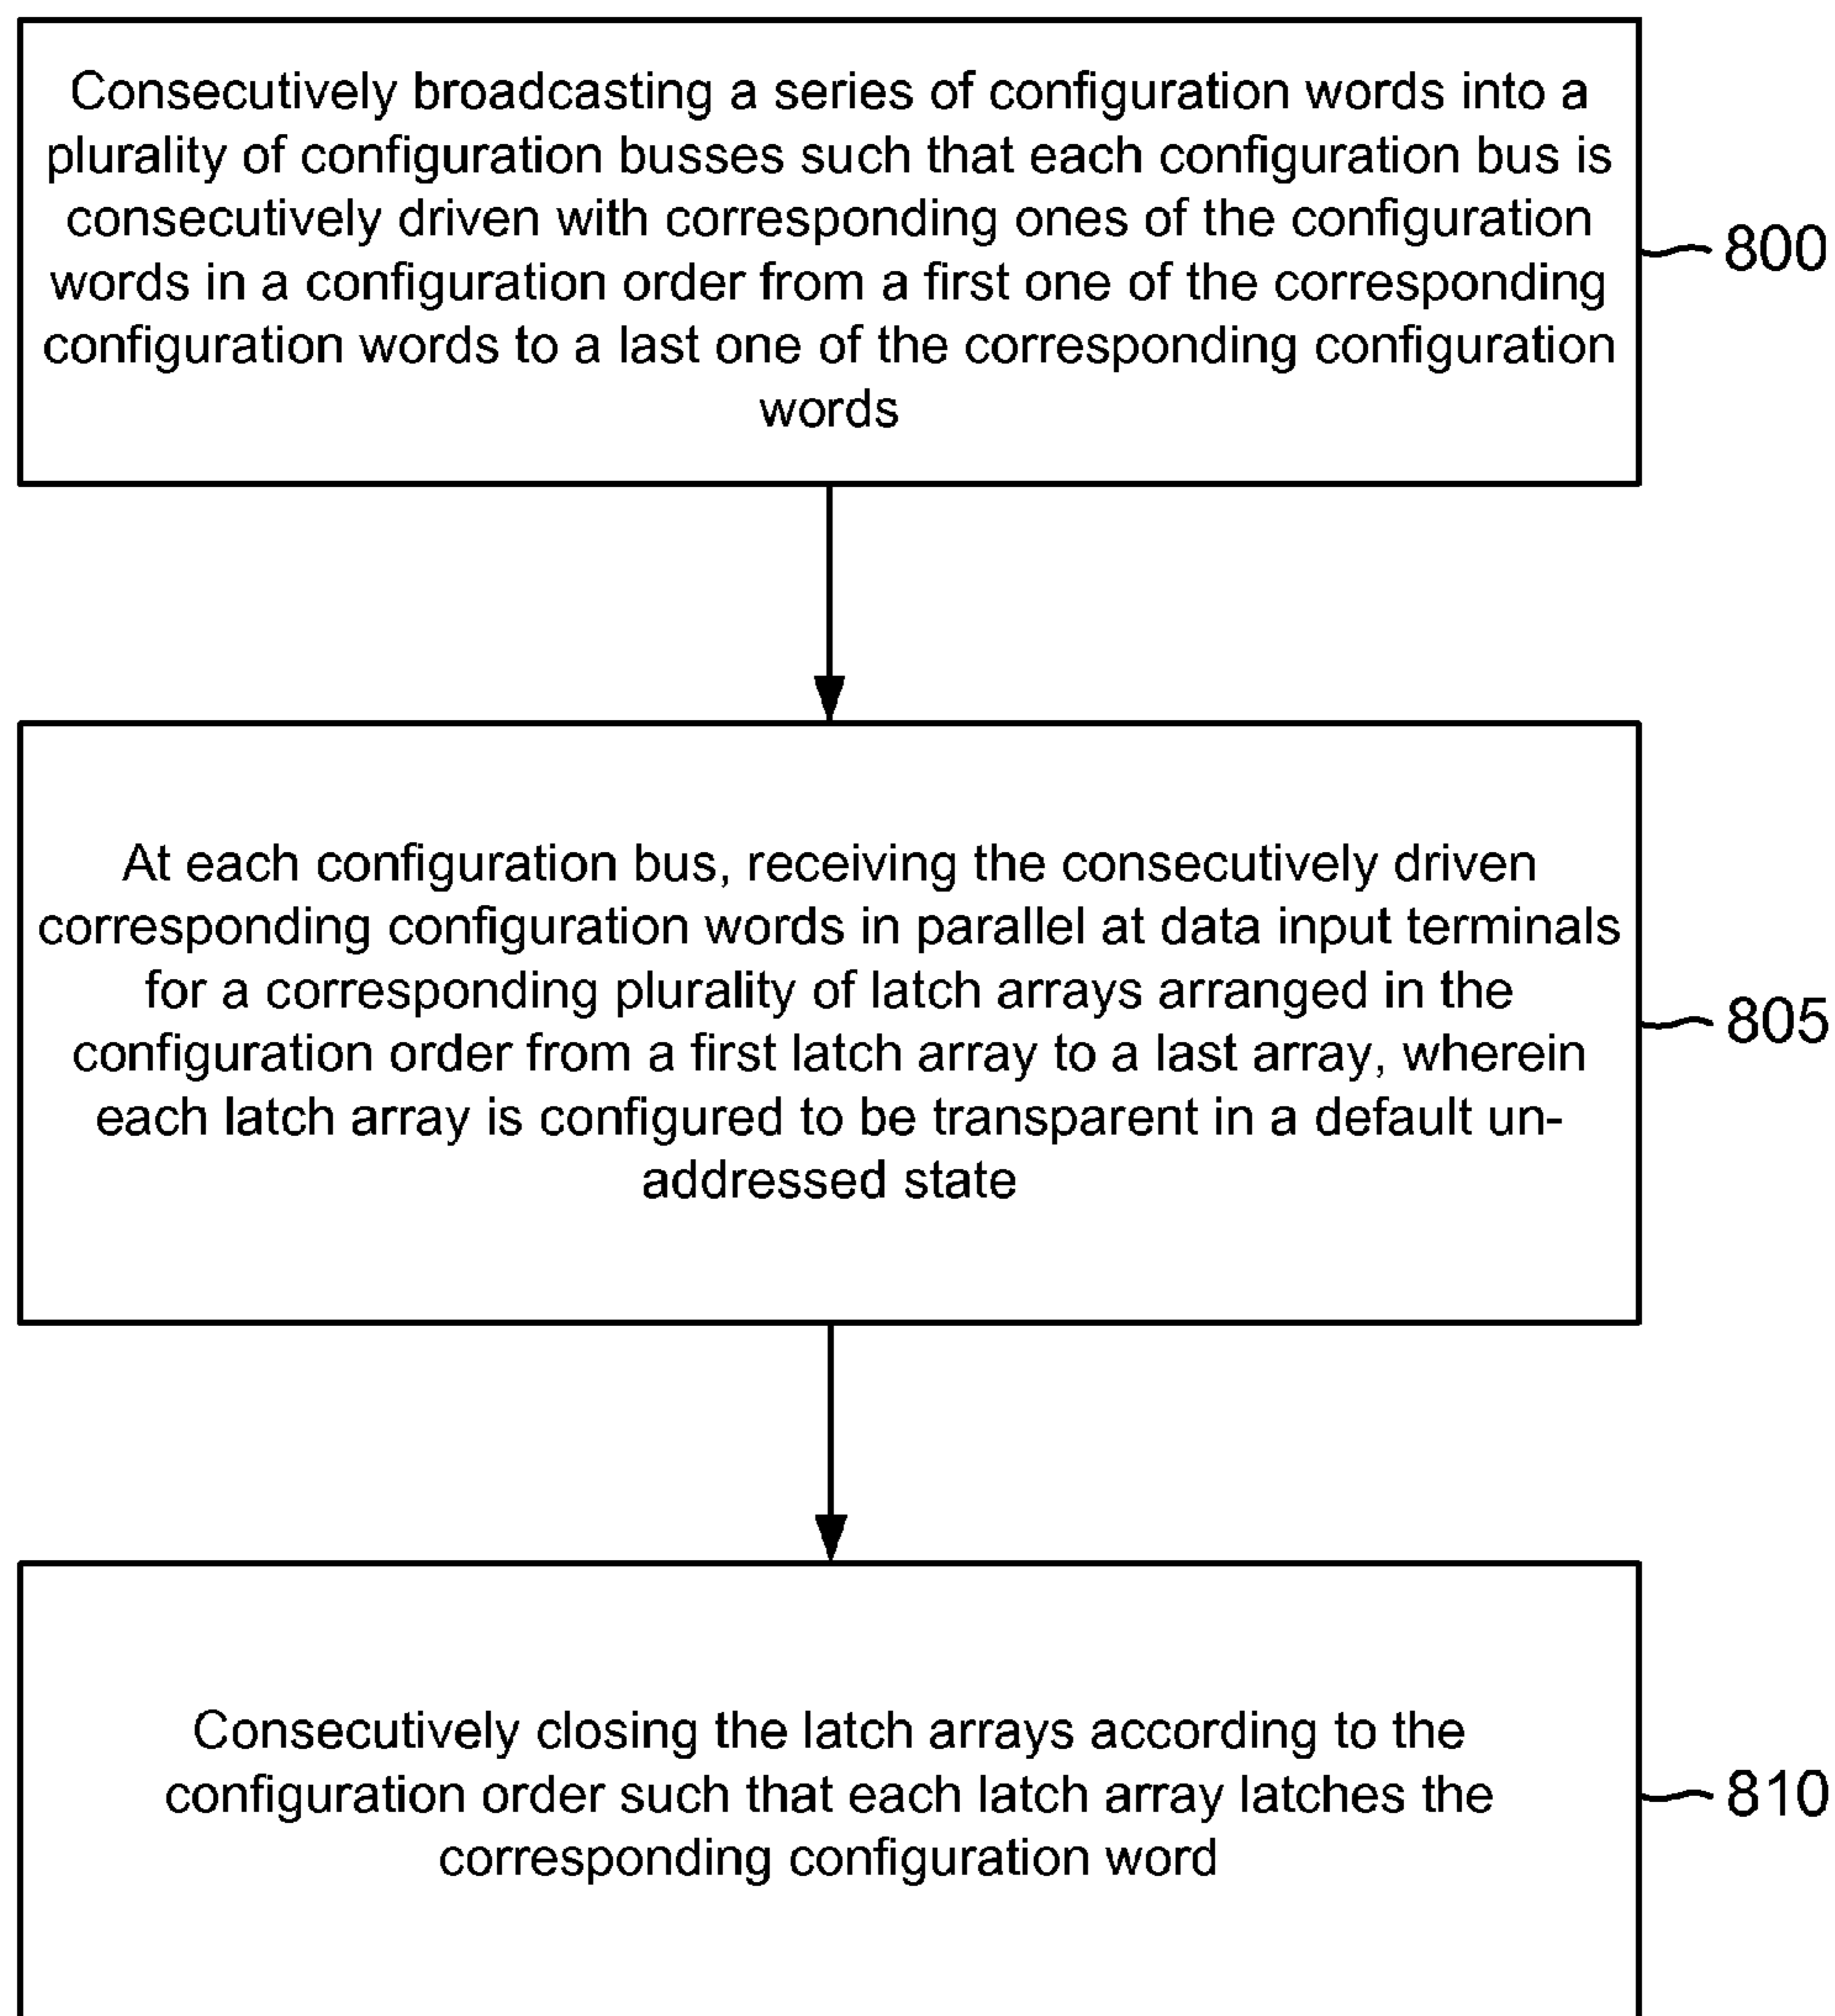 Consecutively broadcasting a series of configuration words into a
plurality of configuration busses such that each configuration bus is
consecutively driven with corresponding ones of the configuration
words in a configuration order from a first one of the corresponding
configuration words to a last one of the corresponding configuration
words
800
At each configuration bus, receiving the consecutively driven
corresponding configuration words in parallel at data input terminals
for a corresponding plurality of latch arrays arranged in the
configuration order from a first latch array to a last array, wherein
each latch array is configured to be transparent in a default un-
addressed state
805
Consecutively closing the latch arrays according to the
configuration order such that each latch array latches the
corresponding configuration word
810